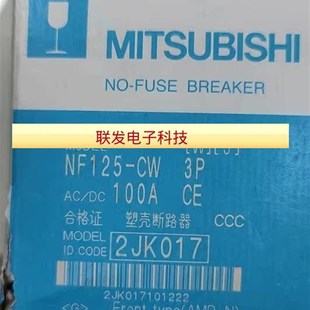 MITSUBISHI
NO-FUSE BREAKER
联发电子科技
NF125-CW 3P
AC/DC 100A CE
合格证 塑壳断路器 CCC
MODEL
ID CODE 2JK017
2JK017101222